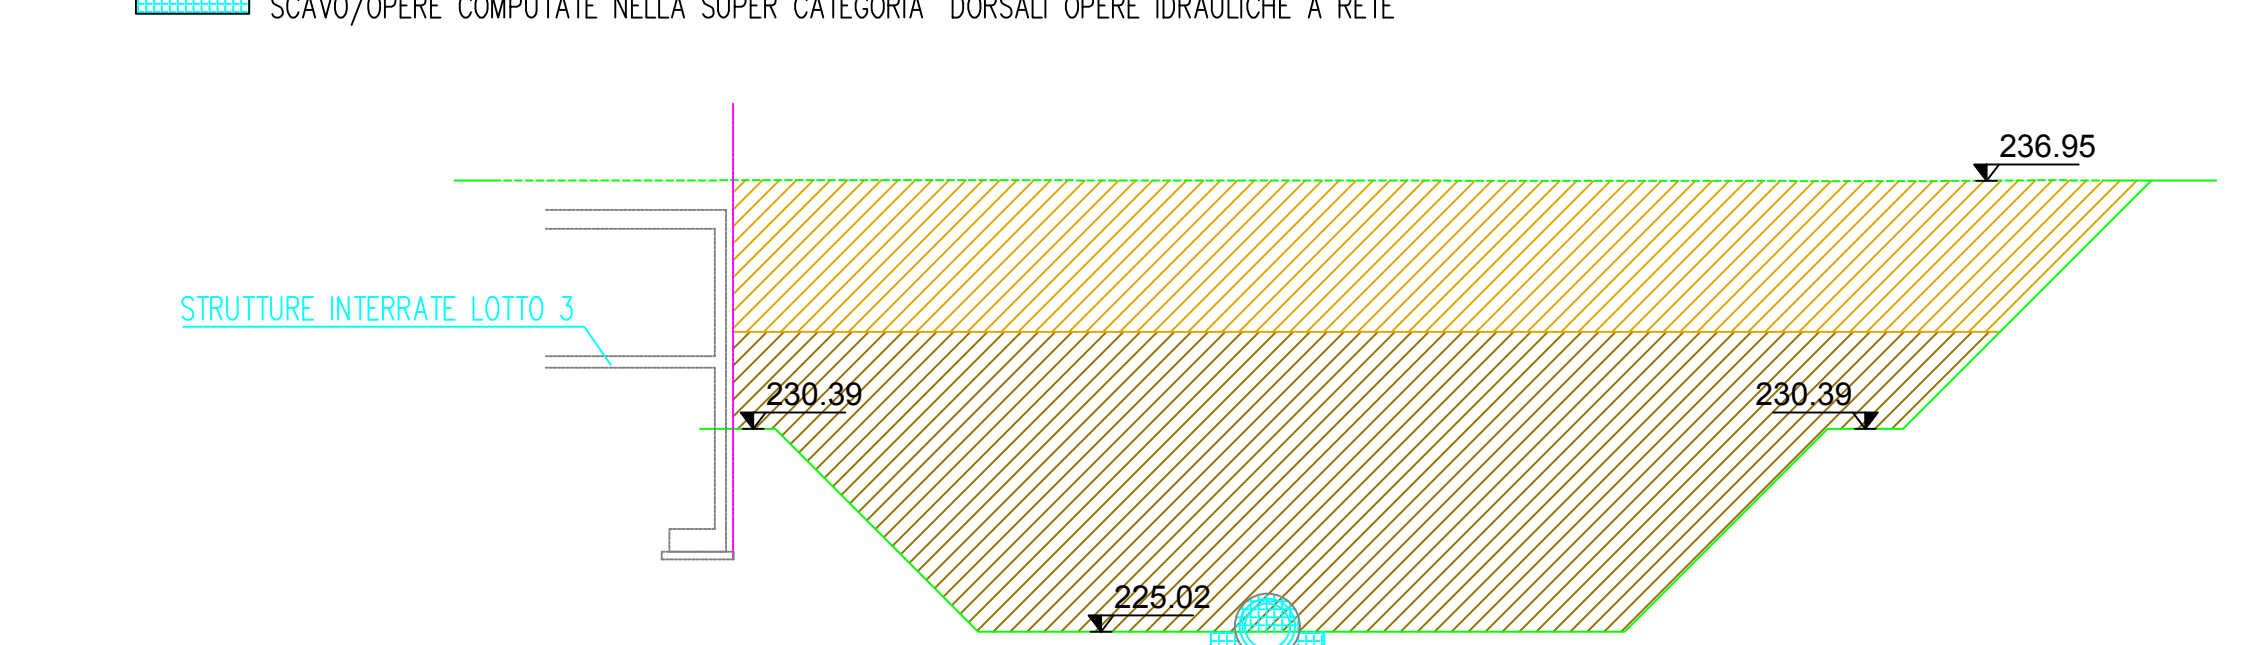 SCAVO/OPERE COMPUTATE NELLA SUPER CATEGORIA "DORSALI OPERE IDRAULICHE A RETE"
236.95
STRUTTURE INTERRATE LOTTO 3
230.39
230.39
225.02